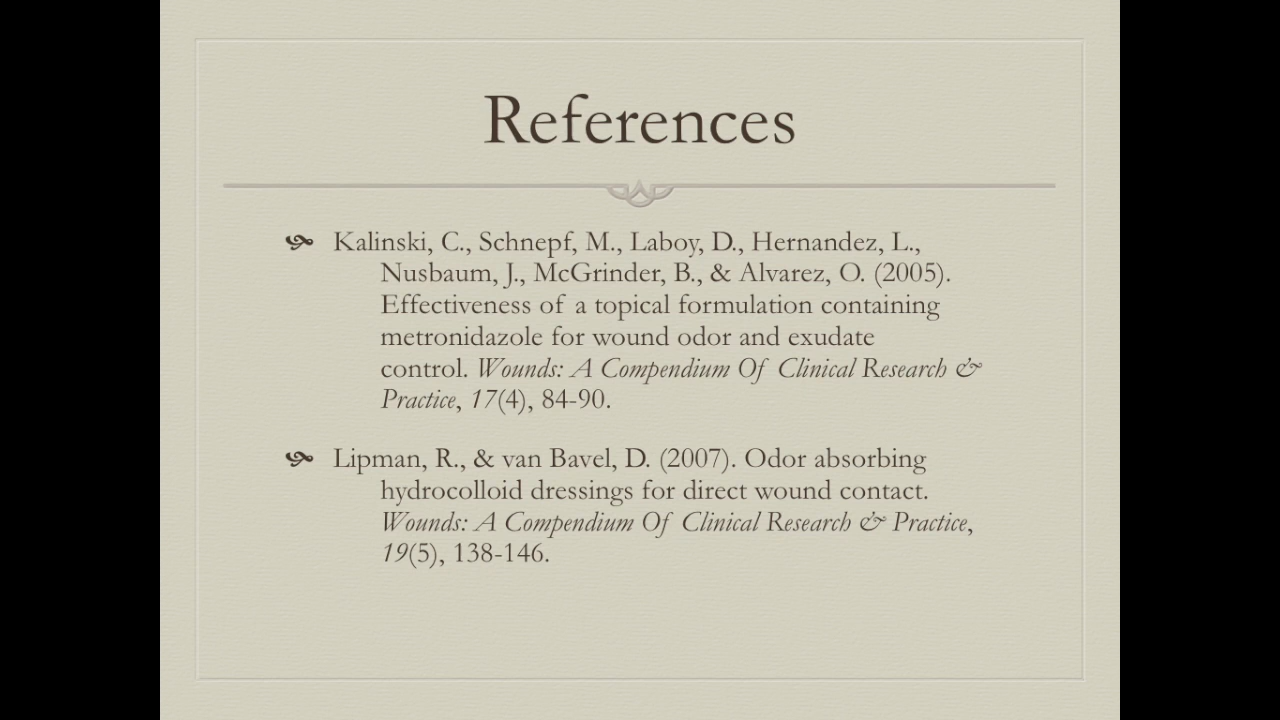 References
Kalinski, C., Schnepf, M., Laboy, D., Hernandez, L.,
Nusbaum, J., McGrinder, B., & Alvarez, O. (2005).
Effectiveness of a topical formulation containing
metronidazole for wound odor and exudate
control. Wounds: A Compendium Of Clinical Research &
Practice, 17(4), 84-90.
Lipman, R., & van Bavel, D. (2007). Odor absorbing
hydrocolloid dressings for direct wound contact.
Wounds: A Compendium Of Clinical Research & Practice,
19(5), 138-146.